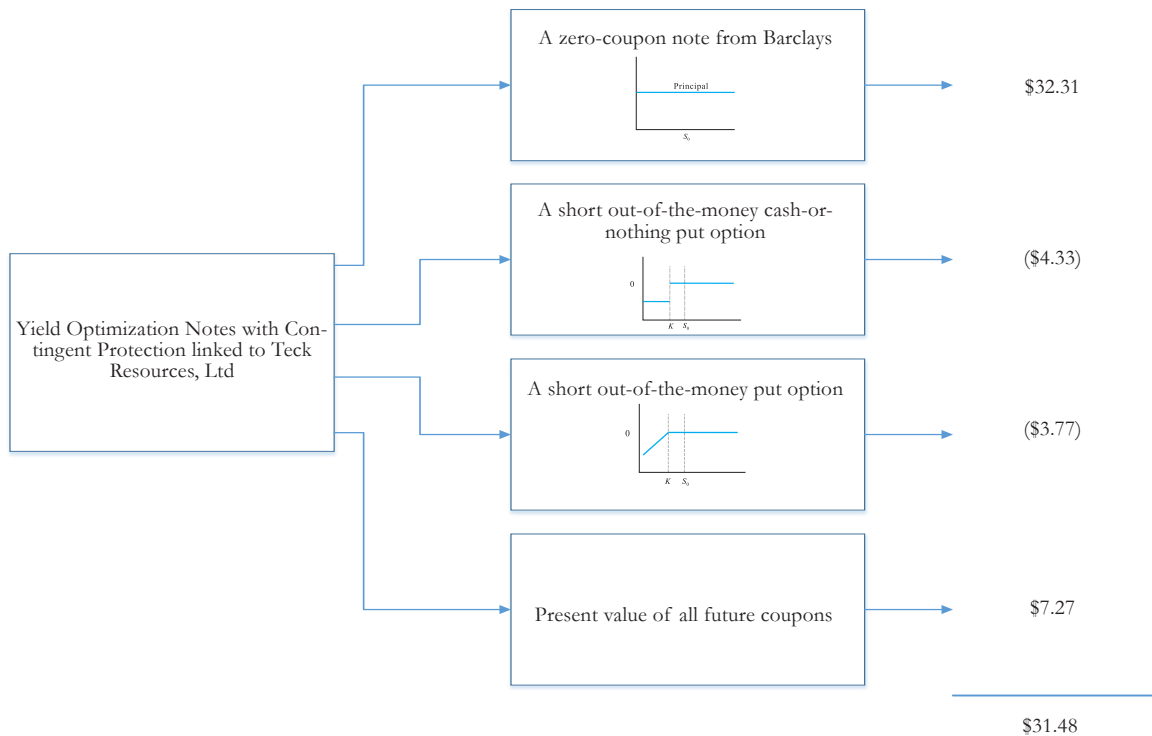 A zero-coupon note from Barclays
Principal
S₀
$32.31
A short out-of-the-money cash-or-
nothing put option
0
K S₀
($4.33)
Yield Optimization Notes with Con-
tingent Protection linked to Teck
Resources, Ltd
A short out-of-the-money put option
0
K S₀
($3.77)
Present value of all future coupons
$7.27
$31.48